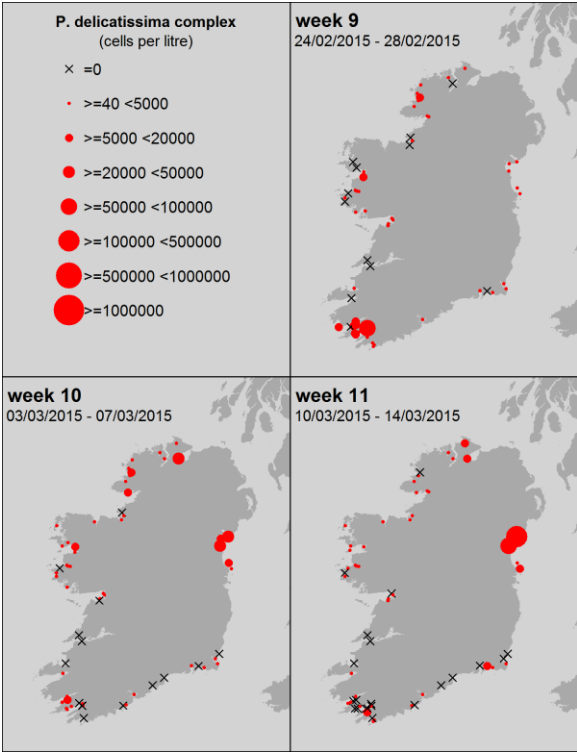 P. delicatissima complex
(cells per litre)
=0
>=40 <5000
>=5000 <20000
>=20000 <50000
>=50000 <100000
>=100000 <500000
>=500000 <1000000
>=1000000
week 9
24/02/2015 - 28/02/2015
week 10
03/03/2015 - 07/03/2015
week 11
10/03/2015 - 14/03/2015